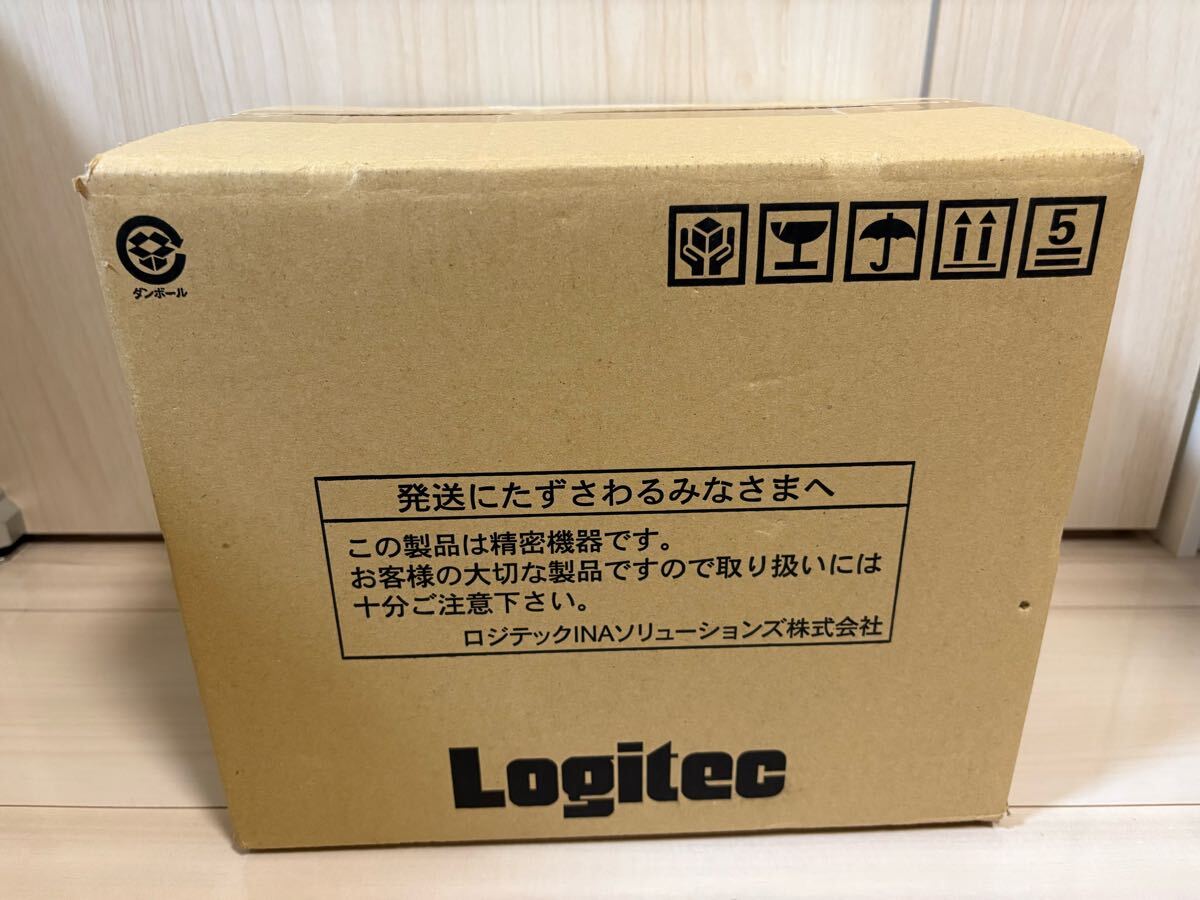 ダンボール
5
発送にたずさわるみなさまへ
この製品は精密機器です。
お客様の大切な製品ですので取り扱いには
十分ご注意下さい。
ロジテックINAソリューションズ株式会社
Logitec